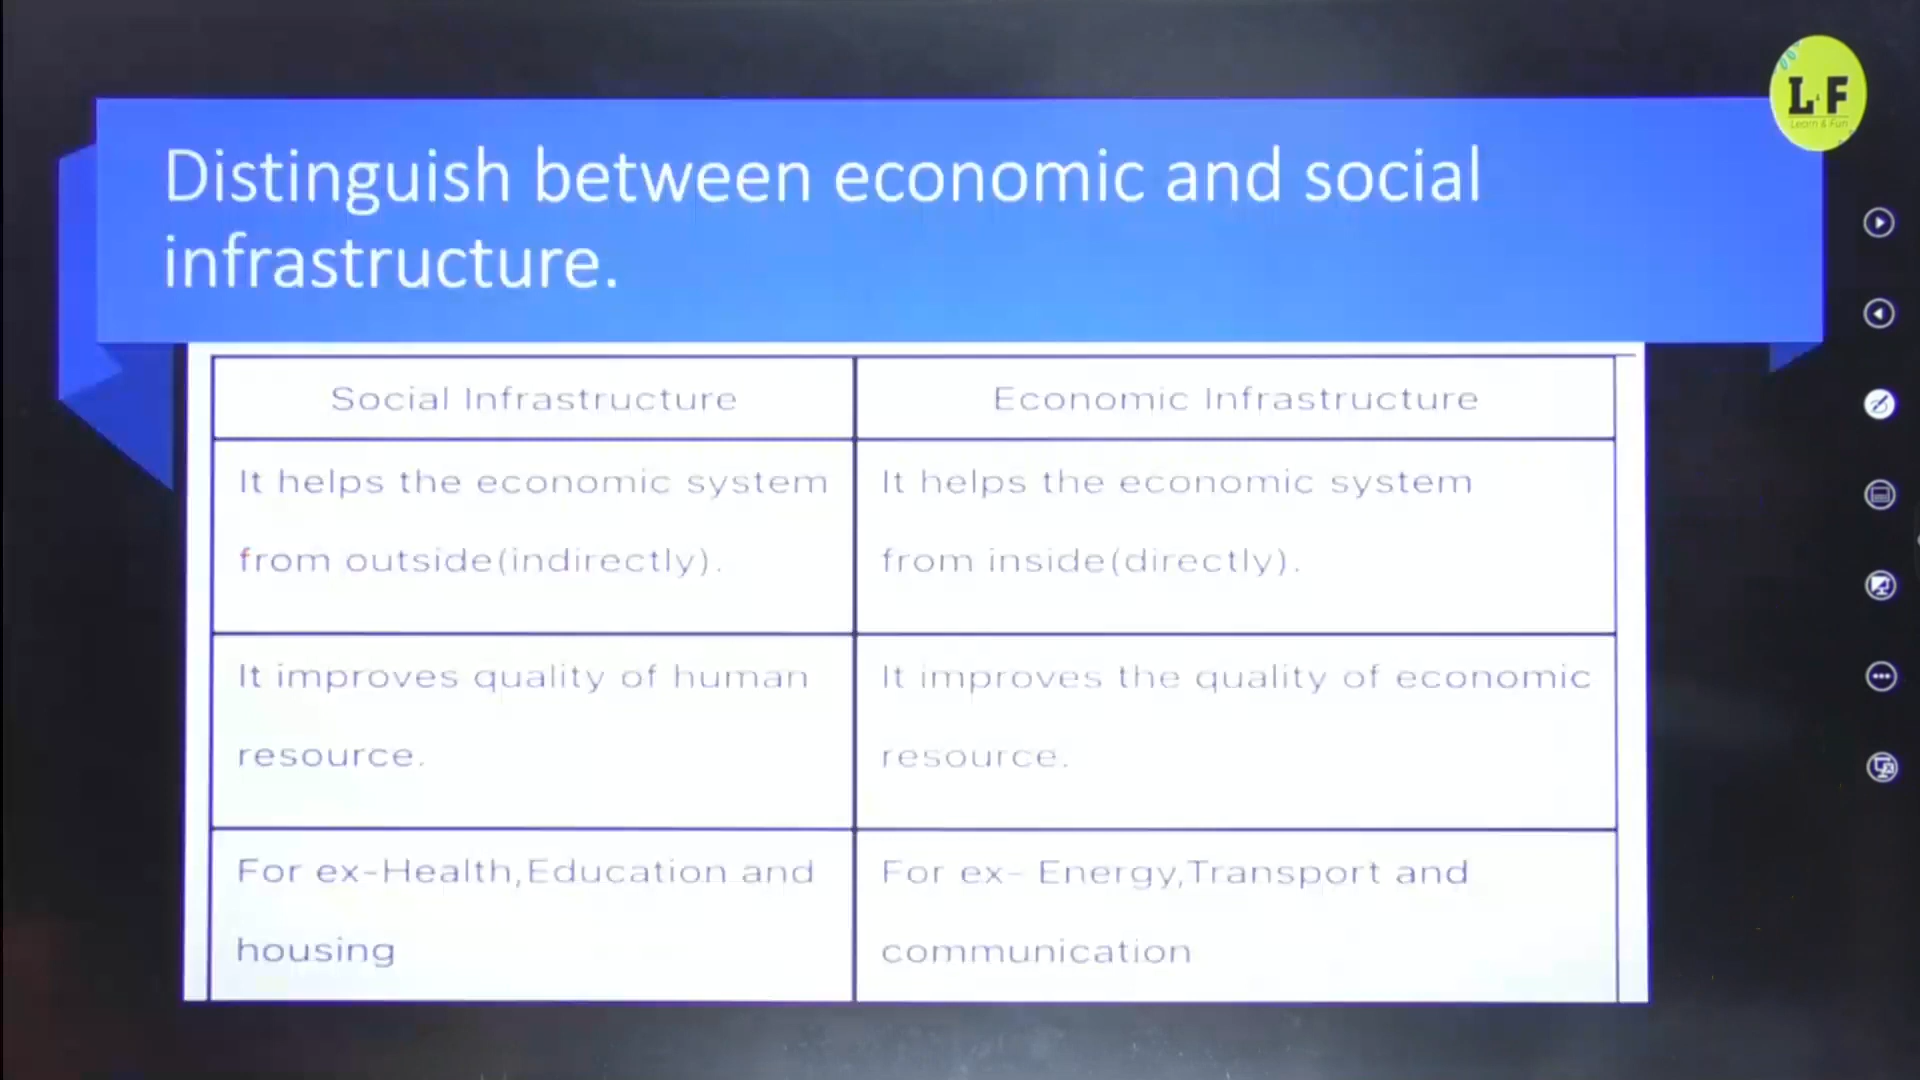 L&F
Learn & Fun
Distinguish between economic and social
infrastructure.
Social Infrastructure
Economic Infrastructure
It helps the economic system
from outside(indirectly).
It helps the economic system
from inside(directly).
It improves quality of human
resource.
It improves the quality of economic
resource.
For ex-Health,Education and
housing
For ex- Energy,Transport and
communication